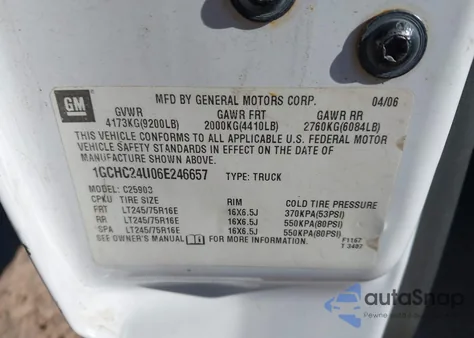 GM
MFD BY GENERAL MOTORS CORP. 04/06
GVWR GAWR FRT GAWR RR
4173KG(9200LB) 2000KG(4410LB) 2760KG(6084LB)
THIS VEHICLE CONFORMS TO ALL APPLICABLE U.S. FEDERAL MOTOR
VEHICLE SAFETY STANDARDS IN EFFECT ON THE DATE OF
MANUFACTURE SHOWN ABOVE.
1GCHC24U06E246657 TYPE: TRUCK
MODEL: C25903
TIRE SIZE RIM COLD TIRE PRESSURE
FRT LT245/75R16E 16X6.5J 370KPA(53PSI)
RR LT245/75R16E 16X6.5J 550KPA(80PSI)
SPA LT245/75R16E 16X6.5J 550KPA(80PSI)
SEE OWNER'S MANUAL FOR MORE INFORMATION.
autoSnap